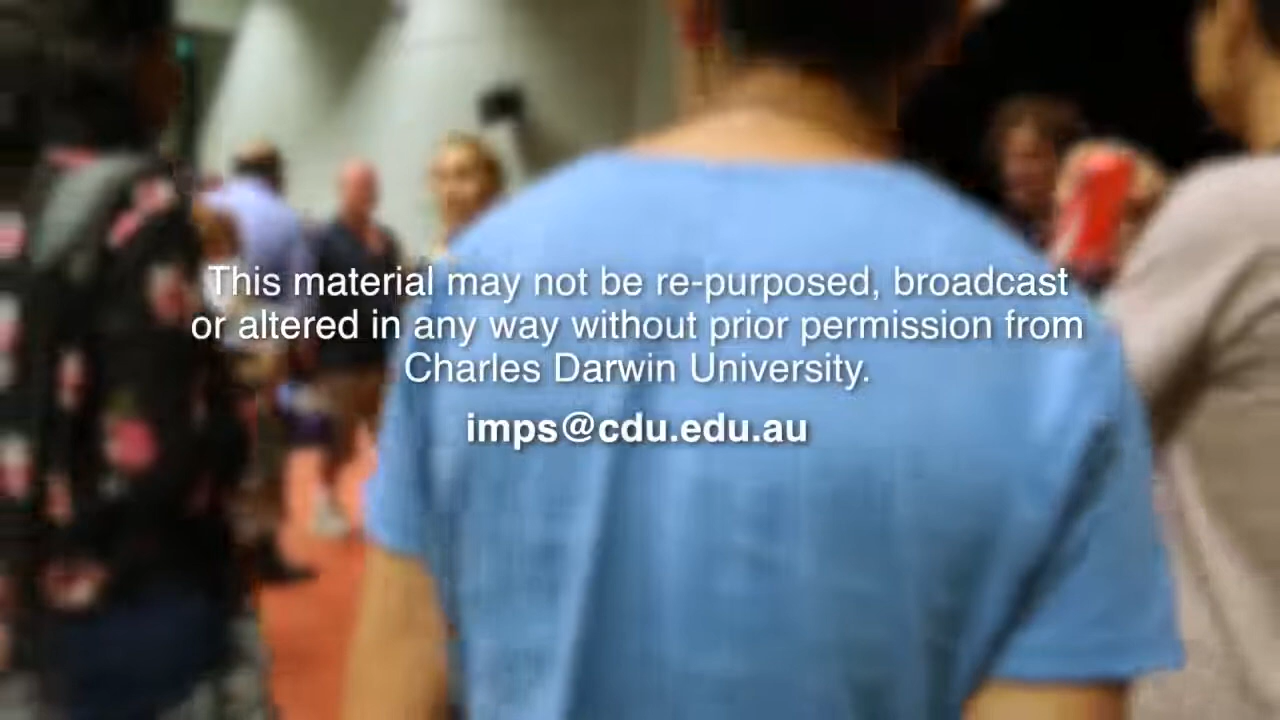 This material may not be re-purposed, broadcast
or altered in any way without prior permission from
Charles Darwin University.
imps@cdu.edu.au